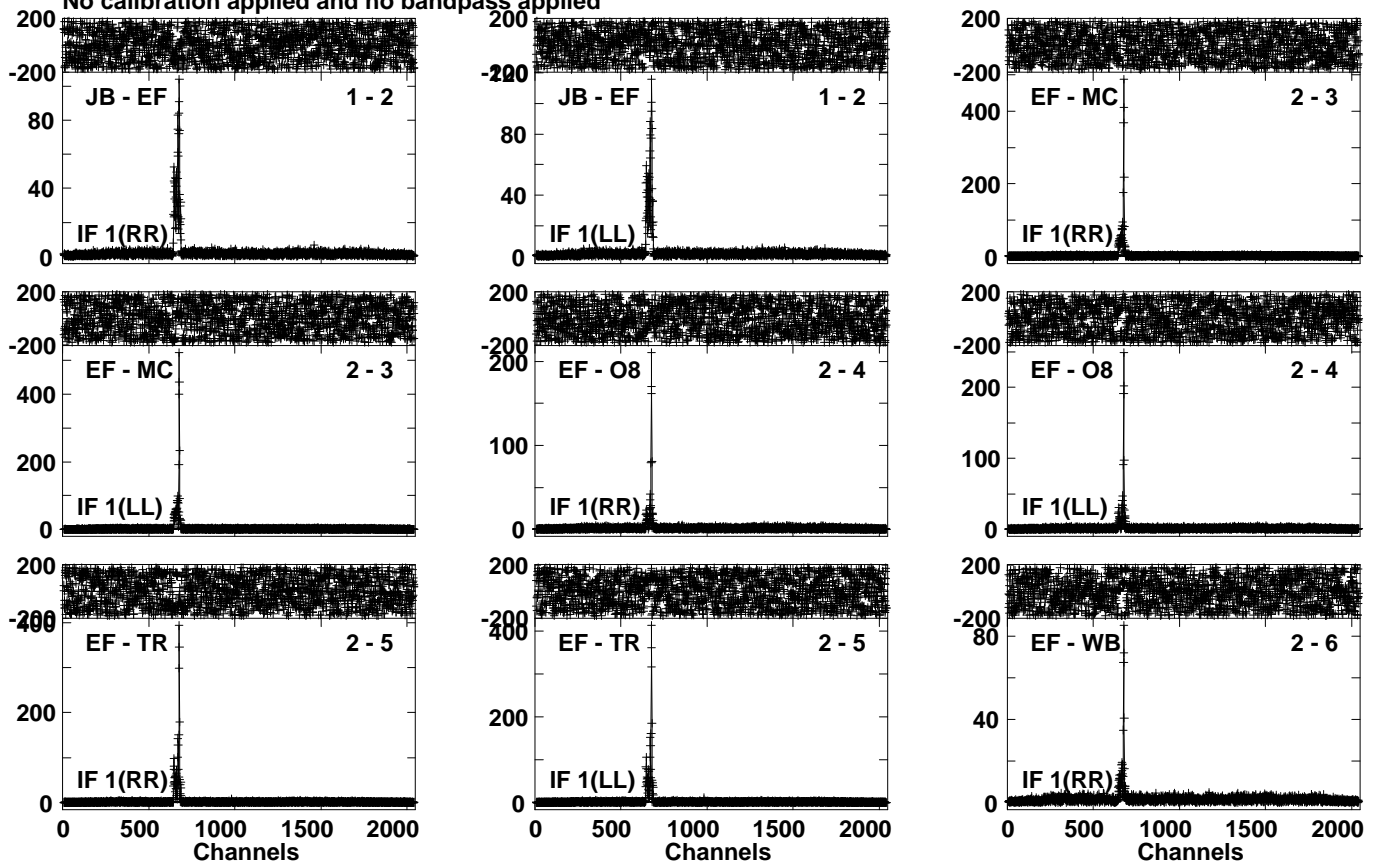 No calibration applied and no bandpass applied
200
-200
JB - EF 1 - 2
80
40
IF 1(RR)
0
200
-200
120
JB - EF 1 - 2
80
40
IF 1(LL)
0
200
-200
EF - MC 2 - 3
400
200
IF 1(RR)
0
200
-200
EF - MC 2 - 3
400
200
IF 1(LL)
0
200
-200
200
EF - O8 2 - 4
100
IF 1(RR)
0
200
-200
EF - O8 2 - 4
200
100
IF 1(LL)
0
200
-200
400
EF - TR 2 - 5
200
IF 1(RR)
0
0 500 1000 1500 2000
Channels
200
-200
400
EF - TR 2 - 5
200
IF 1(LL)
0
0 500 1000 1500 2000
Channels
200
-200
80
EF - WB 2 - 6
40
IF 1(RR)
0
0 500 1000 1500 2000
Channels